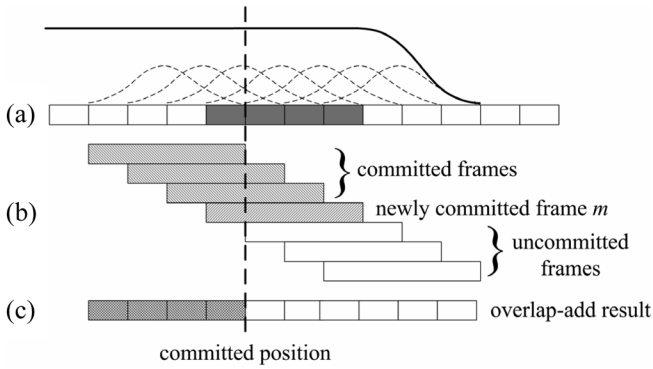 (a)
committed frames
(b)
newly committed frame m
uncommitted
frames
(c)
overlap-add result
committed position